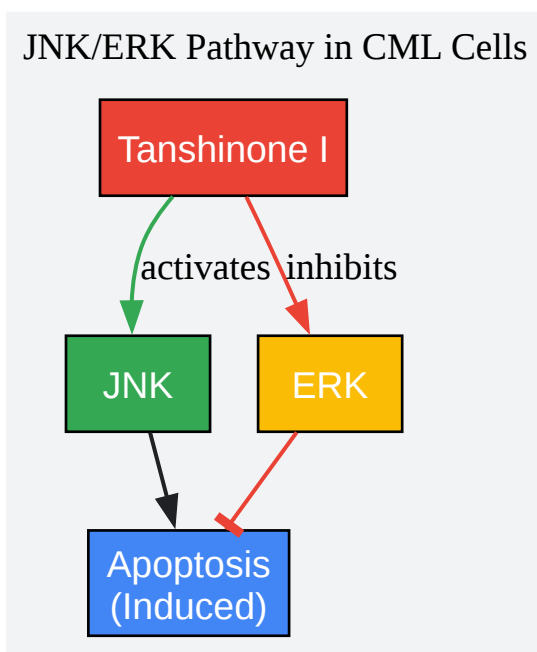 JNK/ERK Pathway in CML Cells
Tanshinone I
activates
inhibits
JNK
ERK
Apoptosis
(Induced)